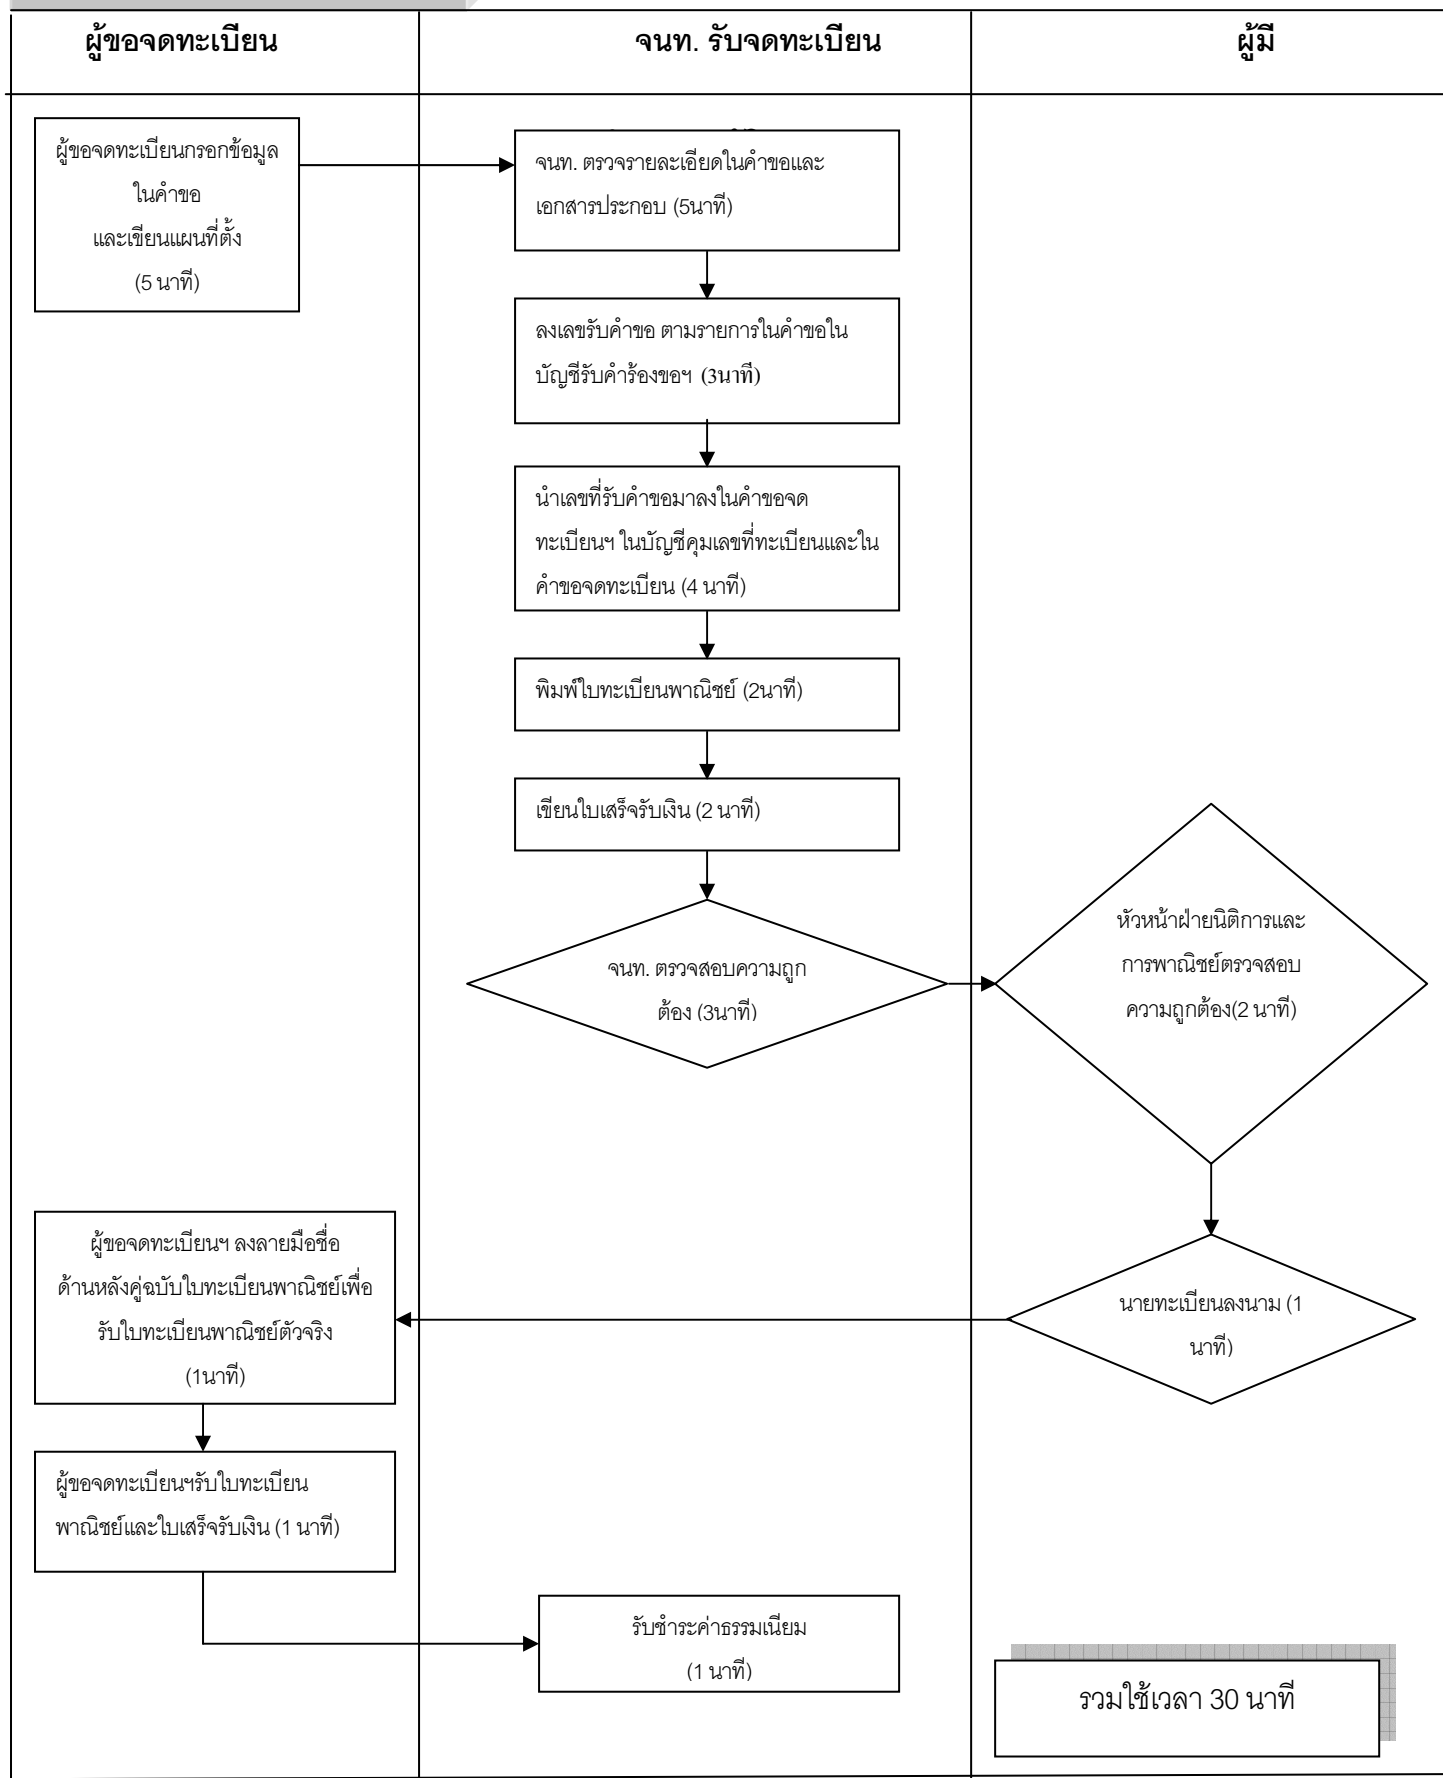 ผู้ขอจดทะเบียน
จนท. รับจดทะเบียน
ผู้มี
ผู้ขอจดทะเบียนกรอกข้อมูล
ในคำขอ
และเขียนแผนที่ตั้ง
(5 นาที)
จนท. ตรวจรายละเอียดในคำขอและ
เอกสารประกอบ (5นาที)
ลงเลขรับคำขอ ตามรายการในคำขอใน
บัญชีรับคำร้องขอฯ (3นาที)
นำเลขที่รับคำขอมาลงในคำขอจด
ทะเบียนฯ ในบัญชีคุมเลขที่ทะเบียนและใน
คำขอจดทะเบียน (4 นาที)
พิมพ์ใบทะเบียนพาณิชย์ (2นาที)
เขียนใบเสร็จรับเงิน (2 นาที)
จนท. ตรวจสอบความถูก
ต้อง (3นาที)
หัวหน้าฝ่ายนิติการและ
การพาณิชย์ตรวจสอบ
ความถูกต้อง(2 นาที)
นายทะเบียนลงนาม (1
นาที)
ผู้ขอจดทะเบียนฯ ลงลายมือชื่อ
ด้านหลังคู่ฉบับใบทะเบียนพาณิชย์เพื่อ
รับใบทะเบียนพาณิชย์ตัวจริง
(1นาที)
ผู้ขอจดทะเบียนฯรับใบทะเบียน
พาณิชย์และใบเสร็จรับเงิน (1 นาที)
รับชำระค่าธรรมเนียม
(1 นาที)
รวมใช้เวลา 30 นาที